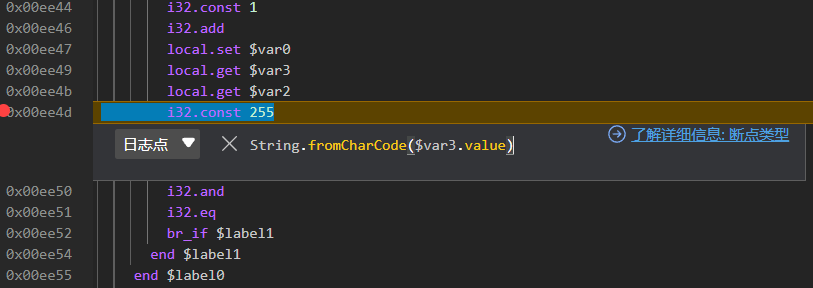 0x00ee44 i32.const 1
0x00ee46 i32.add
0x00ee47 local.set $var0
0x00ee49 local.get $var3
0x00ee4b local.get $var2
0x00ee4d i32.const 255
日志点 ▼ × String.fromCharCode($var3.value) 了解详细信息: 断点类型
0x00ee50 i32.and
0x00ee51 i32.eq
0x00ee52 br_if $label1
0x00ee54 end $label1
0x00ee55 end $label0